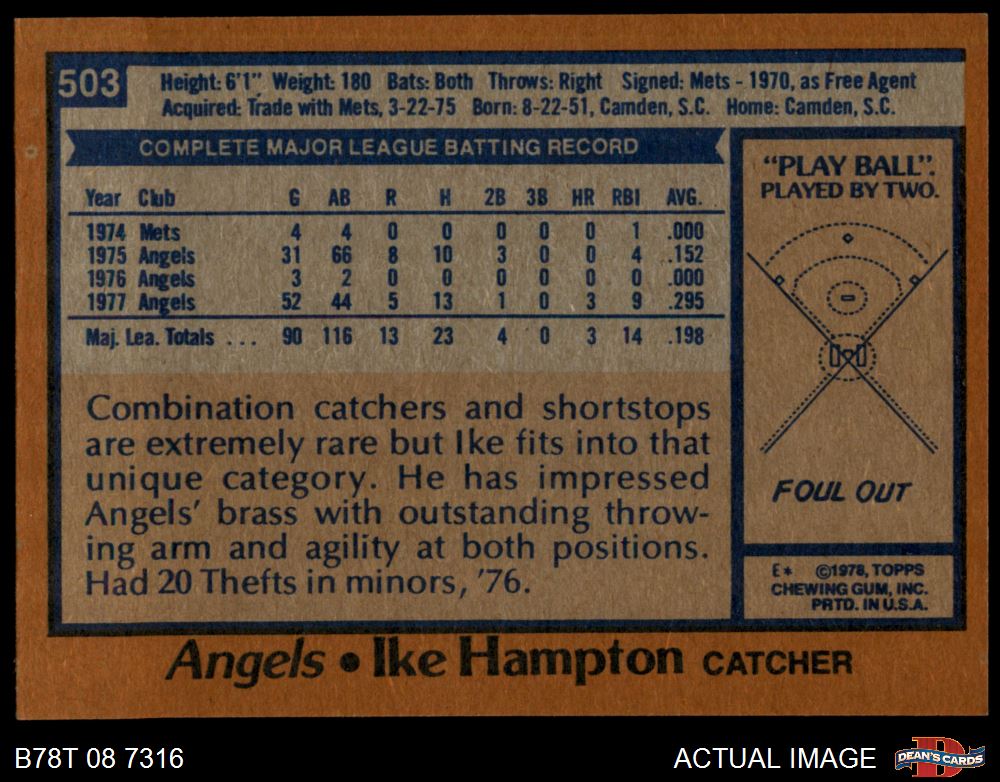 503
Height: 6'1" Weight: 180 Bats: Both Throws: Right Signed: Mets - 1970, as Free Agent
Acquired: Trade with Mets, 3-22-75 Born: 8-22-51, Camden, S.C. Home: Camden, S.C.
COMPLETE MAJOR LEAGUE BATTING RECORD
Year Club G AB R H 2B 3B HR RBI AVG.
1974 Mets 4 4 0 0 0 0 0 1 .000
1975 Angels 31 66 8 10 3 0 0 4 .152
1976 Angels 3 2 0 0 0 0 0 0 .000
1977 Angels 52 44 5 13 1 0 3 9 .295
Maj. Lea. Totals ... 90 116 13 23 4 0 3 14 .198
Combination catchers and shortstops
are extremely rare but Ike fits into that
unique category. He has impressed
Angels' brass with outstanding throw-
ing arm and agility at both positions.
Had 20 Thefts in minors, '76.
"PLAY BALL".
PLAYED BY TWO.
FOUL OUT
E* ©1978, TOPPS
CHEWING GUM, INC.
PRTD. IN U.S.A.
Angels • Ike Hampton CATCHER
B78T 08 7316
ACTUAL IMAGE
D
DEAN'S CARDS